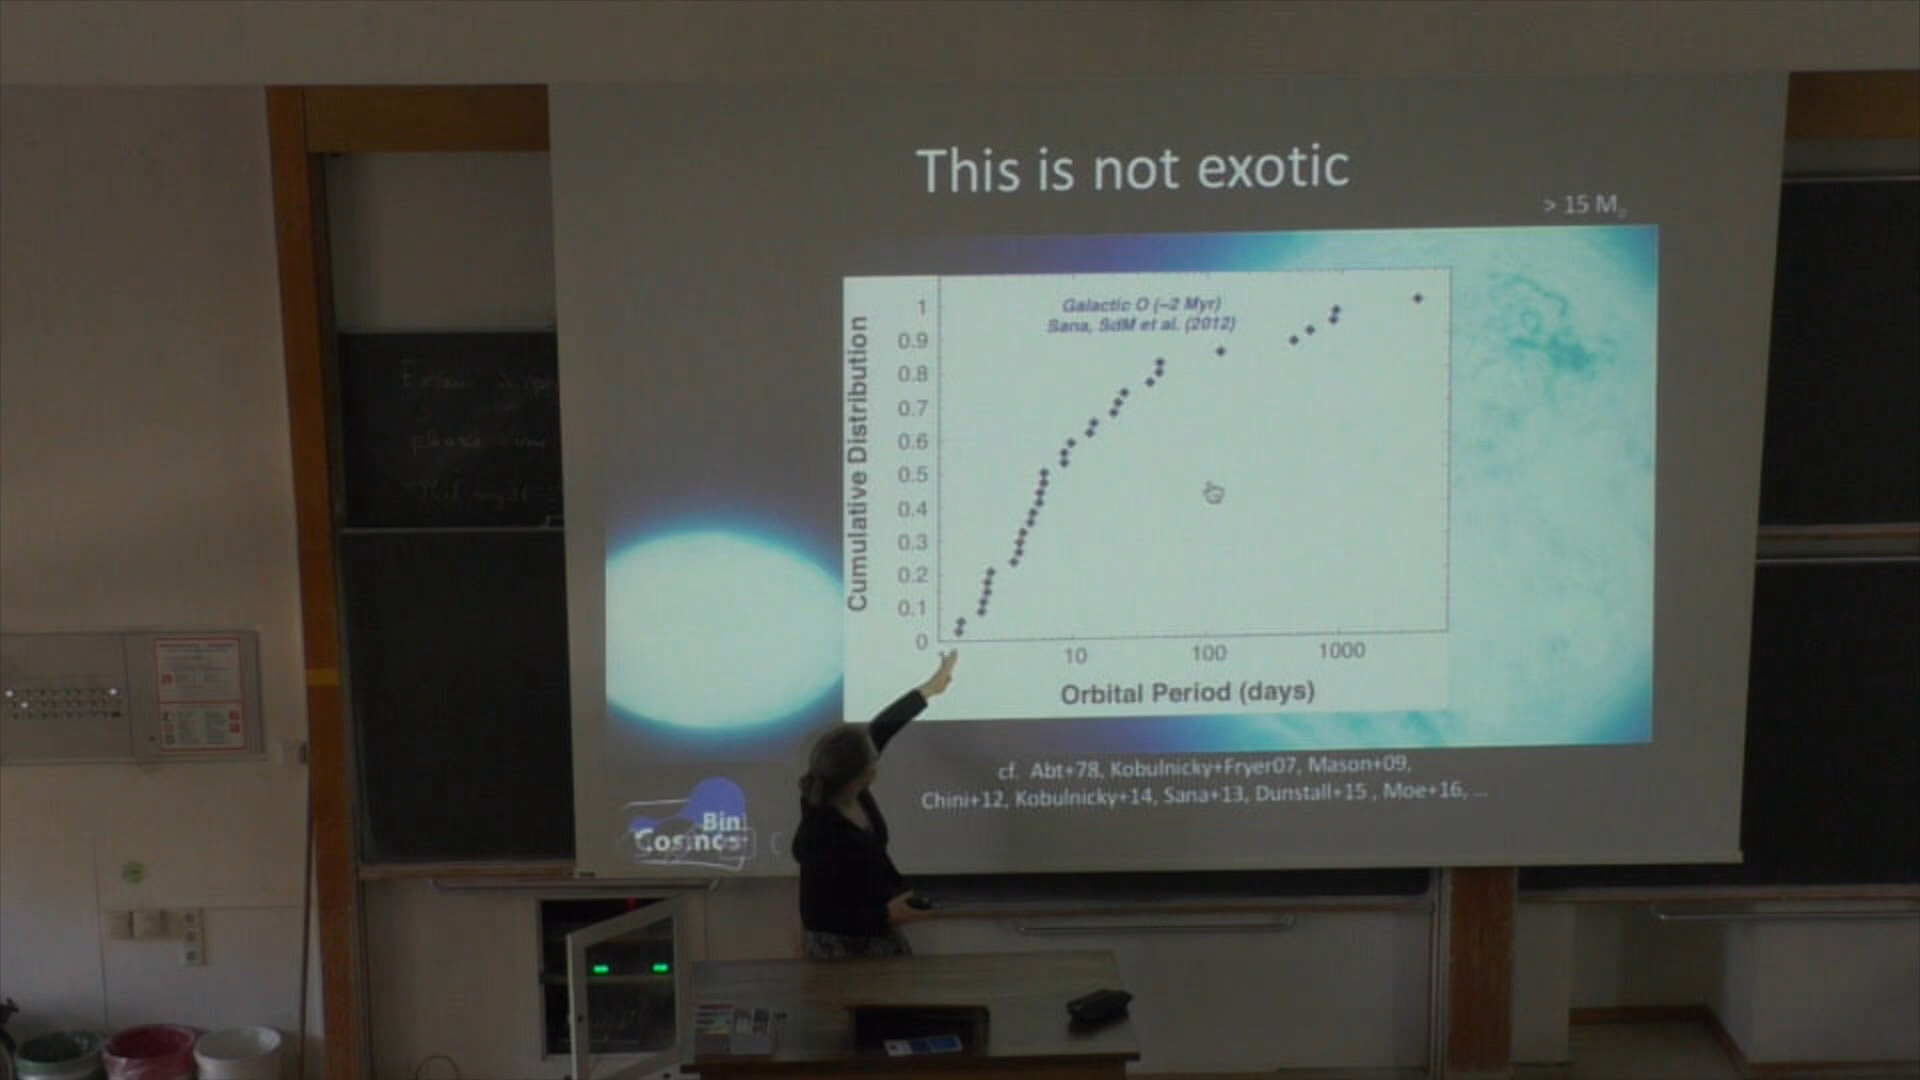 This is not exotic
> 15 M☉
Galactic O (~2 Myr)
Sana, SdM et al. (2012)
Cumulative Distribution
1
0.9
0.8
0.7
0.6
0.5
0.4
0.3
0.2
0.1
0
10
100
1000
Orbital Period (days)
cf. Abt+78, Kobulnicky+Fryer07, Mason+09,
Chini+12, Kobulnicky+14, Sana+13, Dunstall+15 , Moe+16, ...
Bin
Cosmos